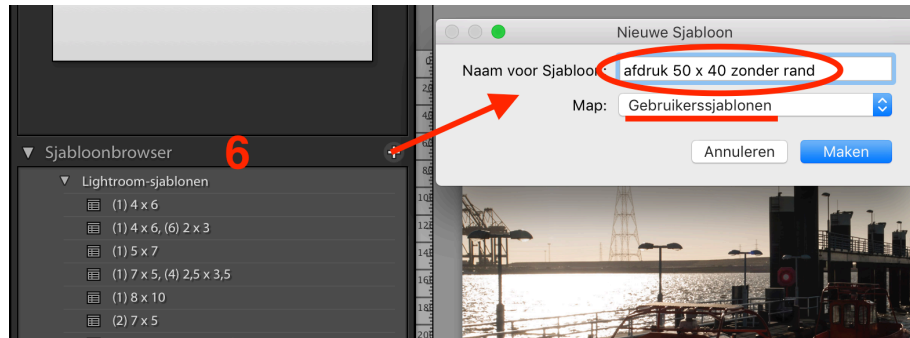 Nieuwe Sjabloon
Naam voor Sjabloon: afdruk 50 x 40 zonder rand
Map: Gebruikerssjablonen
Annuleren Maken
Sjabloonbrowser 6 +
Lightroom-sjablonen
(1) 4 x 6
(1) 4 x 6, (6) 2 x 3
(1) 5 x 7
(1) 7 x 5, (4) 2,5 x 3,5
(1) 8 x 10
(2) 7 x 5